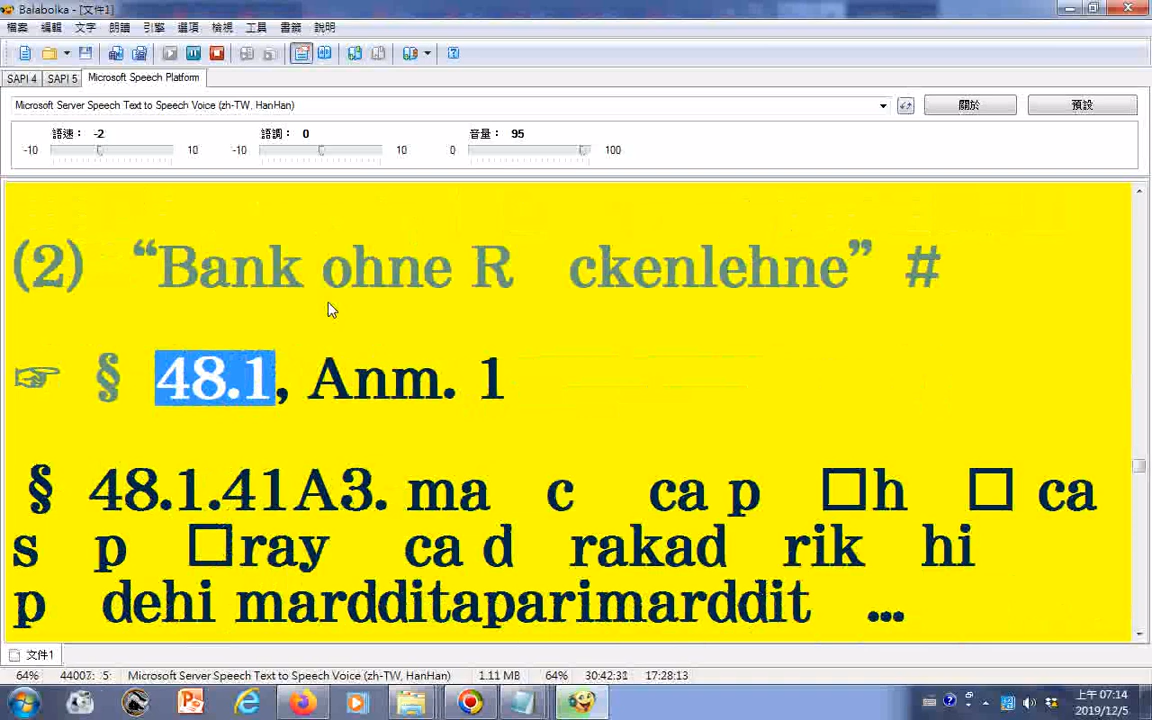 Balabolka - [文件1]
檔案 編輯 文字 朗讀 引擎 選項 檢視 工具 書籤 說明
SAPI 4 SAPI 5 Microsoft Speech Platform
Microsoft Server Speech Text to Speech Voice (zh-TW, HanHan) 關於 預設
語速： -2 語調： 0 音量： 95
-10 10 -10 10 0 100
(2) “Bank ohne R ckenlehne” #
☞ § 48.1, Anm. 1
§ 48.1.41A3. ma c ca p □h □ ca
s p □ray ca d rakad rik hi
p dehi mardditaparimarddit ...
文件1
64% 44007: 5: Microsoft Server Speech Text to Speech Voice (zh-TW, HanHan) 1.11 MB 64% 30:42:31 17:28:13
上午 07:14
2019/12/5